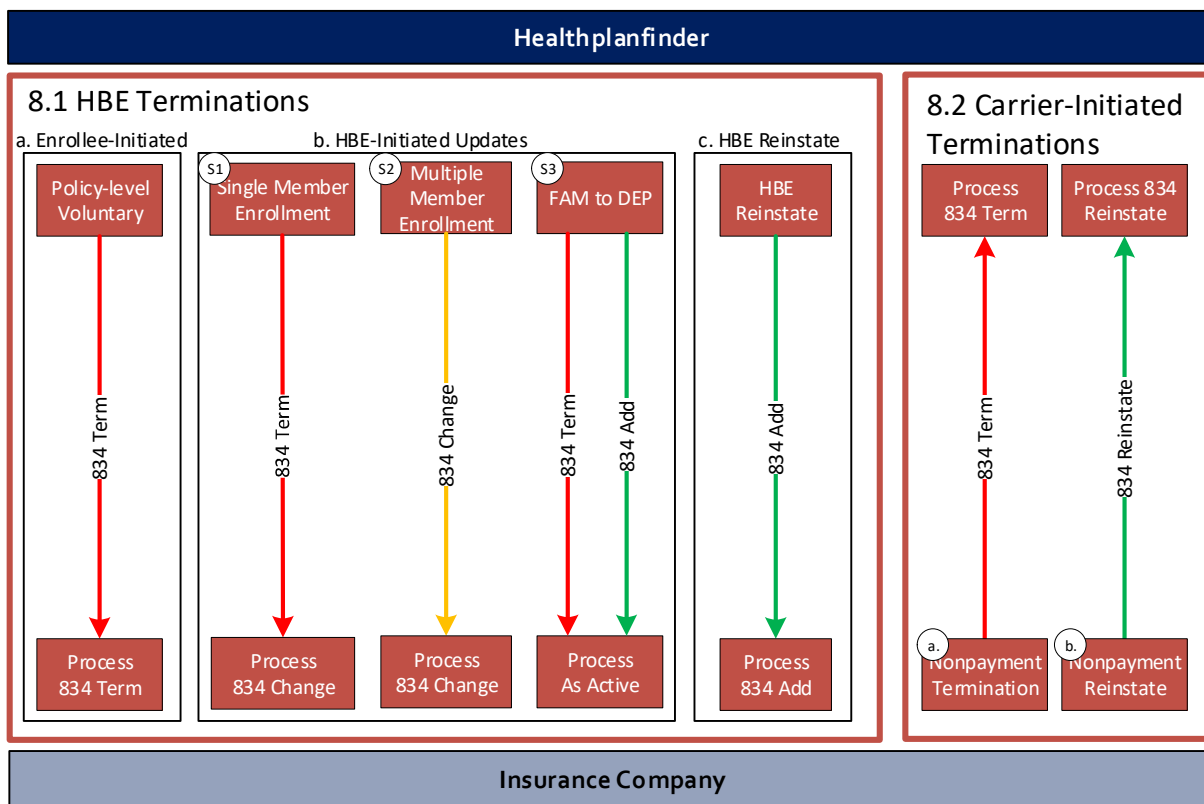 Healthplanfinder
8.1 HBE Terminations
a. Enrollee-Initiated
b. HBE-Initiated Updates
c. HBE Reinstate
Policy-level
Voluntary
S1
Single Member
Enrollment
S2
Multiple
Member
Enrollment
S3
FAM to DEP
HBE
Reinstate
834 Term
834 Term
834 Change
834 Term
834 Add
834 Add
Process
834 Term
Process
834 Change
Process
834 Change
Process
As Active
Process
834 Add
8.2 Carrier-Initiated
Terminations
Process
834 Term
Process 834
Reinstate
834 Term
834 Reinstate
a.
Nonpayment
Termination
b.
Nonpayment
Reinstate
Insurance Company